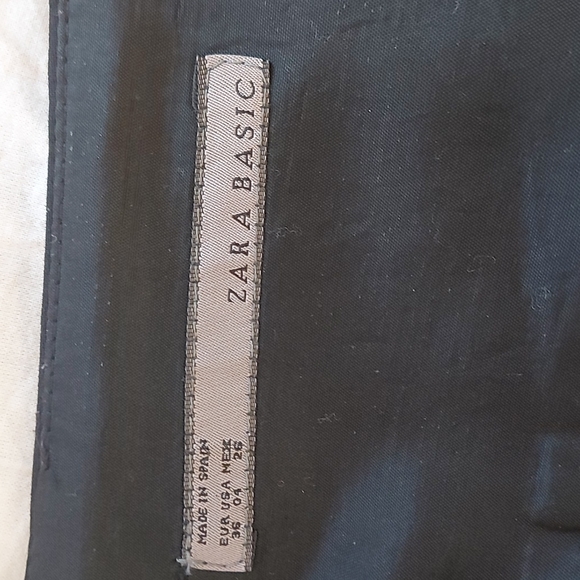 ZARA BASIC
MADE IN SPAIN
EUR USA MEX
36 04 26